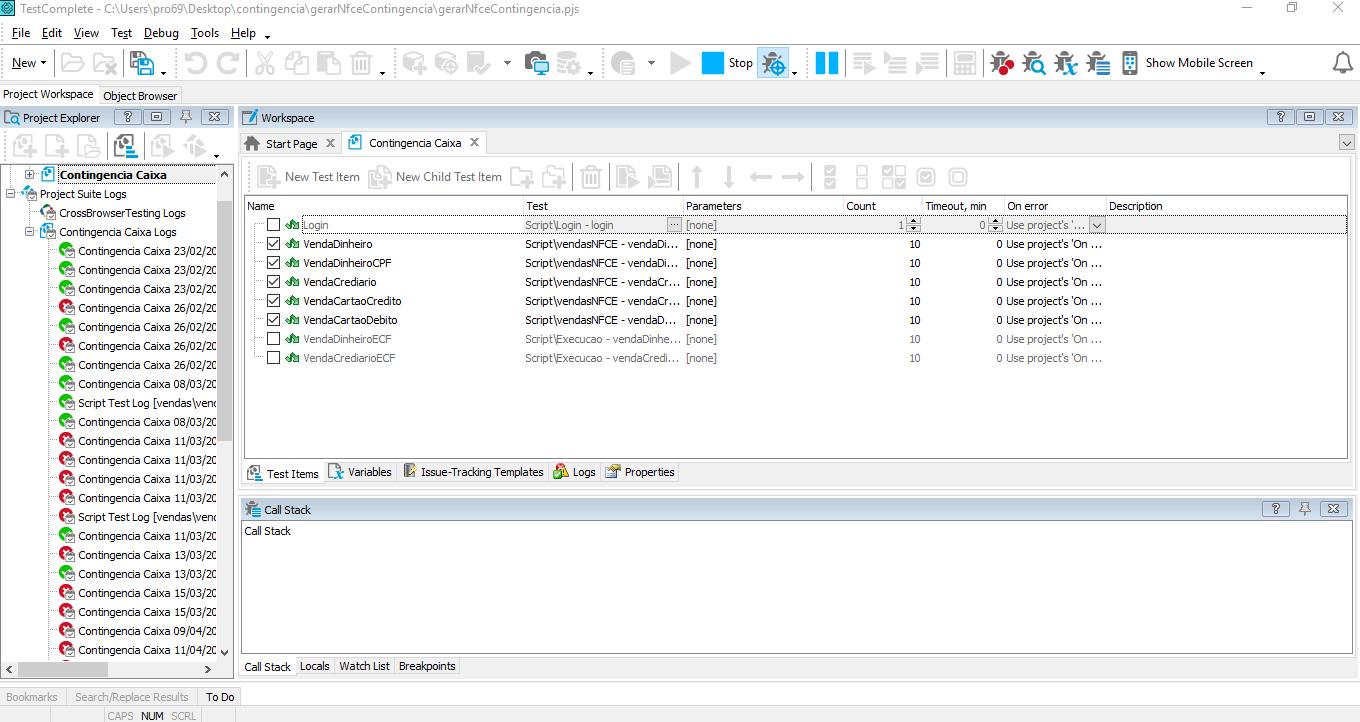 TestComplete - C:\Users\pro69\Desktop\contingencia\gerarNfceContingencia\gerarNfceContingencia.pjs
File Edit View Test Debug Tools Help
New Stop Show Mobile Screen
Project Workspace Object Browser
Project Explorer
Contingencia Caixa
Project Suite Logs
CrossBrowserTesting Logs
Contingencia Caixa Logs
Contingencia Caixa 23/02/20
Contingencia Caixa 23/02/20
Contingencia Caixa 23/02/20
Contingencia Caixa 26/02/20
Contingencia Caixa 26/02/20
Contingencia Caixa 26/02/20
Contingencia Caixa 26/02/20
Contingencia Caixa 08/03/20
Script Test Log [vendas\venc
Contingencia Caixa 08/03/20
Contingencia Caixa 11/03/20
Contingencia Caixa 11/03/20
Contingencia Caixa 11/03/20
Contingencia Caixa 11/03/20
Script Test Log [vendas\venc
Contingencia Caixa 11/03/20
Contingencia Caixa 13/03/20
Contingencia Caixa 13/03/20
Contingencia Caixa 15/03/20
Contingencia Caixa 15/03/20
Contingencia Caixa 09/04/20
Contingencia Caixa 11/04/20
Workspace
Start Page Contingencia Caixa
New Test Item New Child Test Item
Name Test Parameters Count Timeout, min On error Description
Login Script\Login - login ... [none] 1 0 Use project's '...
VendaDinheiro Script\vendasNFCE - vendaDi... [none] 10 0 Use project's 'On ...
VendaDinheiroCPF Script\vendasNFCE - vendaDi... [none] 10 0 Use project's 'On ...
VendaCrediario Script\vendasNFCE - vendaCr... [none] 10 0 Use project's 'On ...
VendaCartaoCredito Script\vendasNFCE - vendaCr... [none] 10 0 Use project's 'On ...
VendaCartaoDebito Script\vendasNFCE - vendaD... [none] 10 0 Use project's 'On ...
VendaDinheiroECF Script\Execucao - vendaDinhe... [none] 10 0 Use project's 'On ...
VendaCrediarioECF Script\Execucao - vendaCredi... [none] 10 0 Use project's 'On ...
Test Items Variables Issue-Tracking Templates Logs Properties
Call Stack
Call Stack
Call Stack Locals Watch List Breakpoints
Bookmarks Search/Replace Results To Do
CAPS NUM SCRL